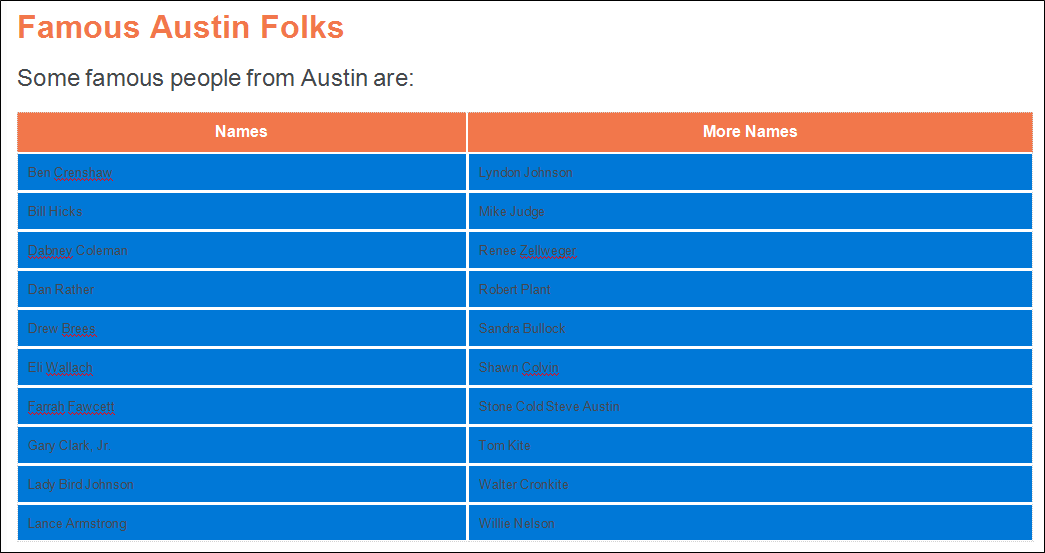 Famous Austin Folks
Some famous people from Austin are:
Names More Names
Ben Crenshaw Lyndon Johnson
Bill Hicks Mike Judge
Dabney Coleman Renee Zellweger
Dan Rather Robert Plant
Drew Brees Sandra Bullock
Eli Wallach Shawn Colvin
Farrah Fawcett Stone Cold Steve Austin
Gary Clark, Jr Tom Kite
Lady Bird Johnson Walter Cronkite
Lance Armstrong Willie Nelson